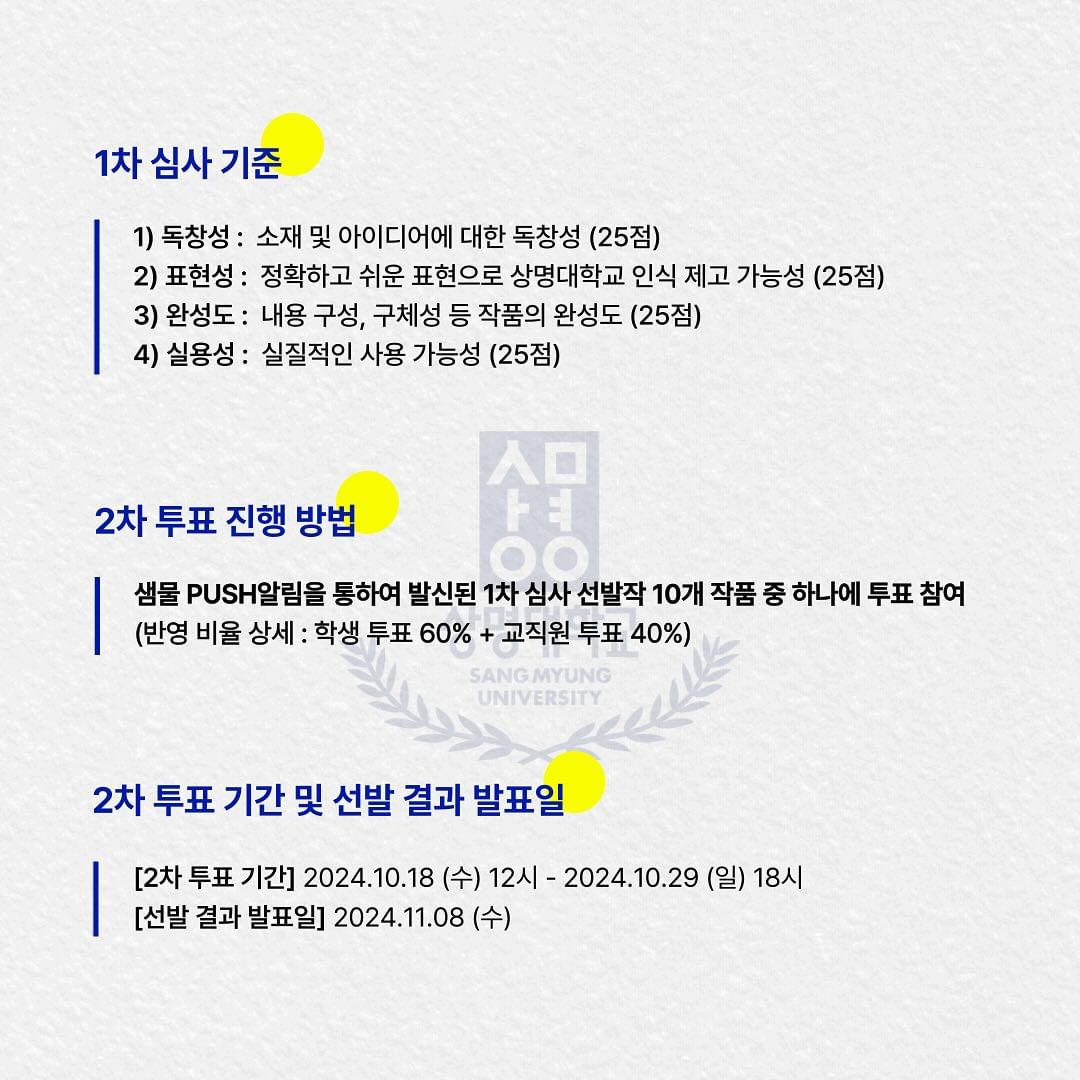 1차 심사 기준
1) 독창성 : 소재 및 아이디어에 대한 독창성 (25점)
2) 표현성 : 정확하고 쉬운 표현으로 상명대학교 인식 제고 가능성 (25점)
3) 완성도 : 내용 구성, 구체성 등 작품의 완성도 (25점)
4) 실용성 : 실질적인 사용 가능성 (25점)
상명
2차 투표 진행 방법
샘물 PUSH알림을 통하여 발신된 1차 심사 선발작 10개 작품 중 하나에 투표 참여
(반영 비율 상세 : 학생 투표 60% + 교직원 투표 40%)
상명대학교
SANGMYUNG
UNIVERSITY
2차 투표 기간 및 선발 결과 발표일
[2차 투표 기간] 2024.10.18 (수) 12시 - 2024.10.29 (일) 18시
[선발 결과 발표일] 2024.11.08 (수)